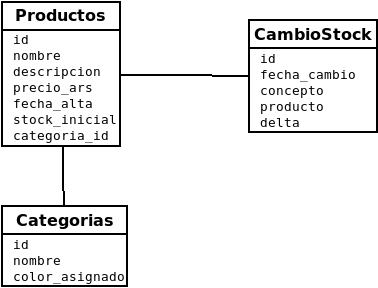 Productos
id
nombre
descripcion
precio_ars
fecha_alta
stock_inicial
categoria_id
CambioStock
id
fecha_cambio
concepto
producto
delta
Categorias
id
nombre
color_asignado